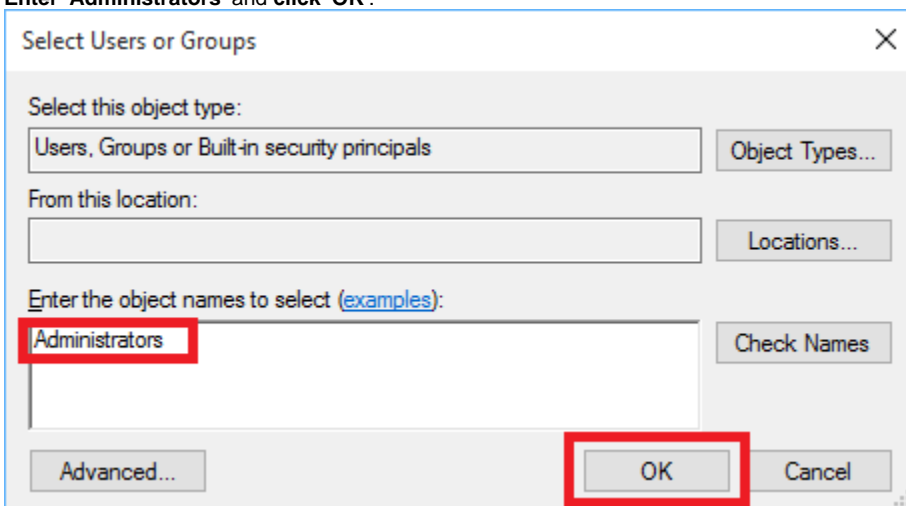 Enter 'Administrators' and click 'OK'.
Select Users or Groups
Select this object type:
Users, Groups or Built-in security principals
Object Types...
From this location:
Locations...
Enter the object names to select (examples):
Administrators
Check Names
Advanced...
OK
Cancel